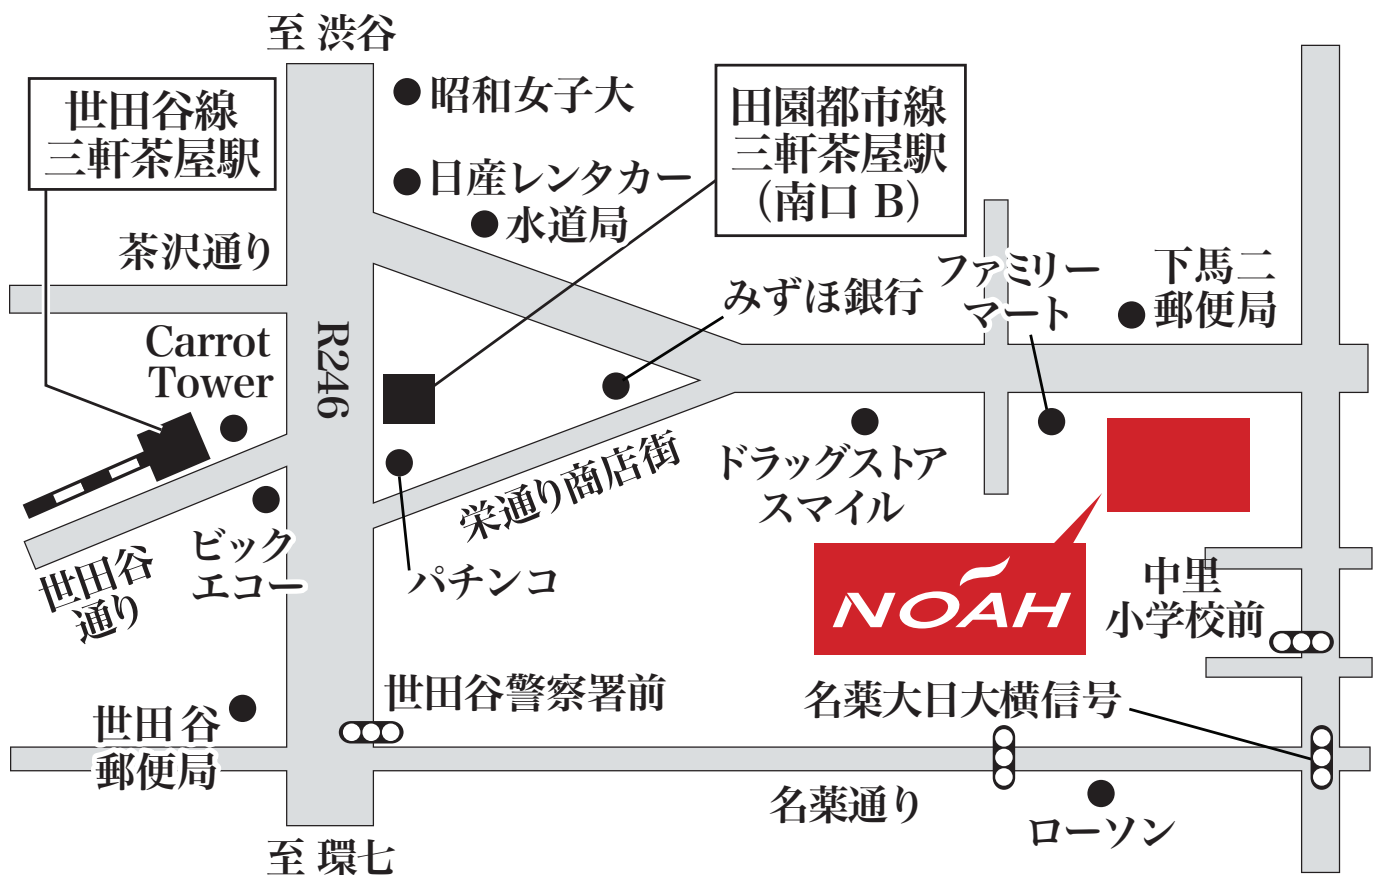 至 渋谷
世田谷線
三軒茶屋駅
昭和女子大
日産レンタカー
水道局
田園都市線
三軒茶屋駅
（南口 B）
茶沢通り
みずほ銀行
ファミリー
マート
下馬二
郵便局
Carrot
Tower
R246
栄通り商店街
ドラッグストア
スマイル
ビック
エコー
パチンコ
世田谷
通り
NOAH
中里
小学校前
世田谷警察署前
名薬大日大横信号
世田谷
郵便局
名薬通り
ローソン
至 環七